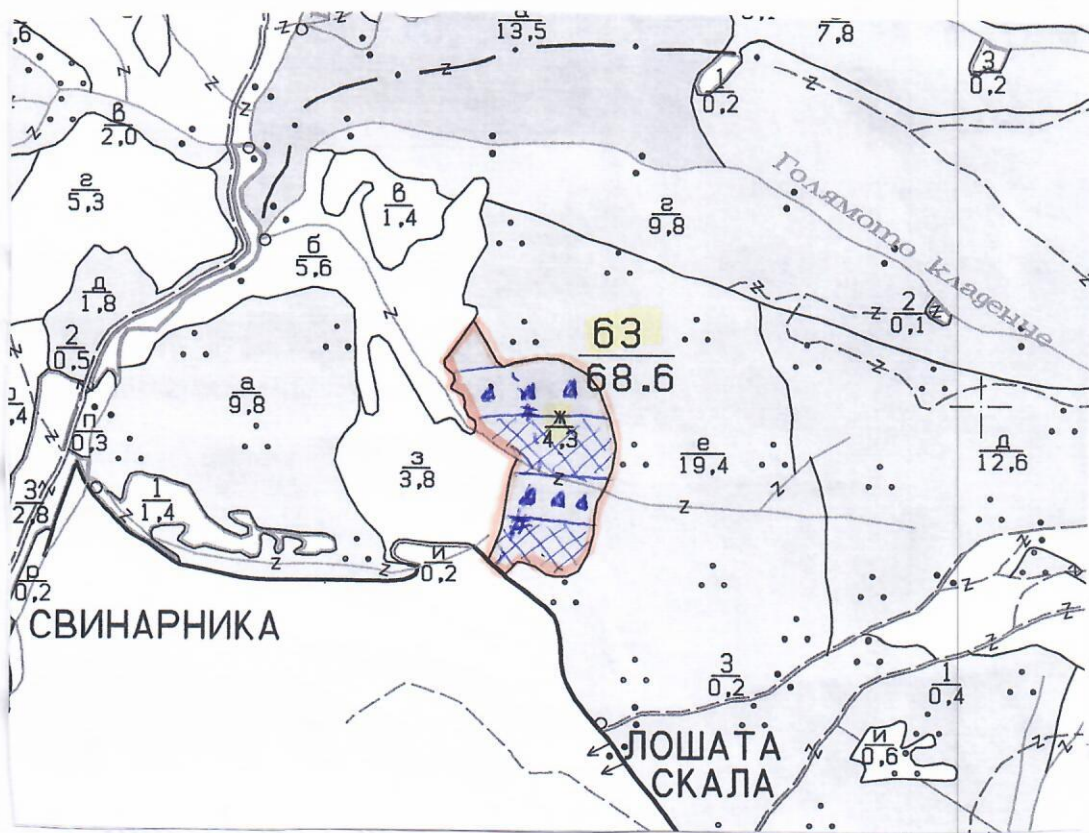 13,5
7,8
1
0,2
3
0,2
в
2,0
г
5,3
в
1,4
г
9,8
Голямото кладенче
б
5,6
д
1,8
2
0,1
2
0,5
63
68.6
а
9,8
ж
4,3
п
0,3
е
19,4
д
12,6
з
3,8
1
1,4
3
2,8
и
0,2
р
0,2
СВИНАРНИКА
3
0,2
1
0,4
ЛОШАТА
СКАЛА
и
0,6